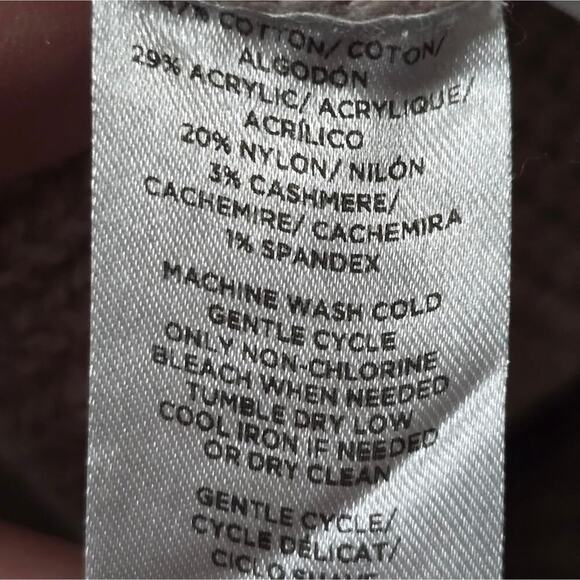 COTTON/ COTON/
ALGODÓN
29% ACRYLIC/ ACRYLIQUE/
ACRÍLICO
20% NYLON/ NILÓN
3% CASHMERE/
CACHEMIRE/ CACHEMIRA
1% SPANDEX
MACHINE WASH COLD
GENTLE CYCLE
ONLY NON-CHLORINE
BLEACH WHEN NEEDED
TUMBLE DRY LOW
COOL IRON IF NEEDED
OR DRY CLEAN
GENTLE CYCLE/
CYCLE DÉLICAT/
CICLO SUAVE